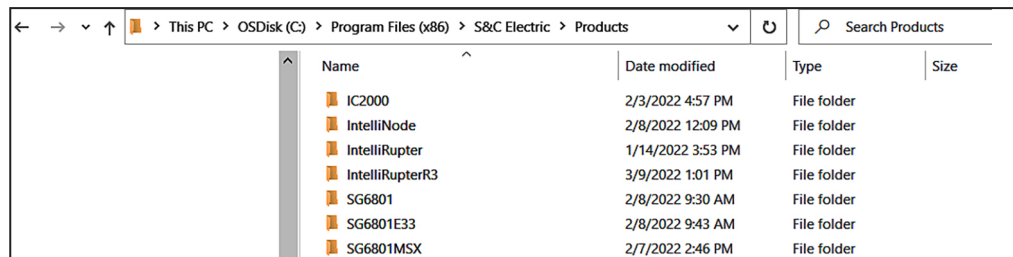 This PC > OSDisk (C:) > Program Files (x86) > S&C Electric > Products Search Products
Name Date modified Type Size
IC2000 2/3/2022 4:57 PM File folder
IntelliNode 2/8/2022 12:09 PM File folder
IntelliRupter 1/14/2022 3:53 PM File folder
IntelliRupterR3 3/9/2022 1:01 PM File folder
SG6801 2/8/2022 9:30 AM File folder
SG6801E33 2/8/2022 9:43 AM File folder
SG6801MSX 2/7/2022 2:46 PM File folder